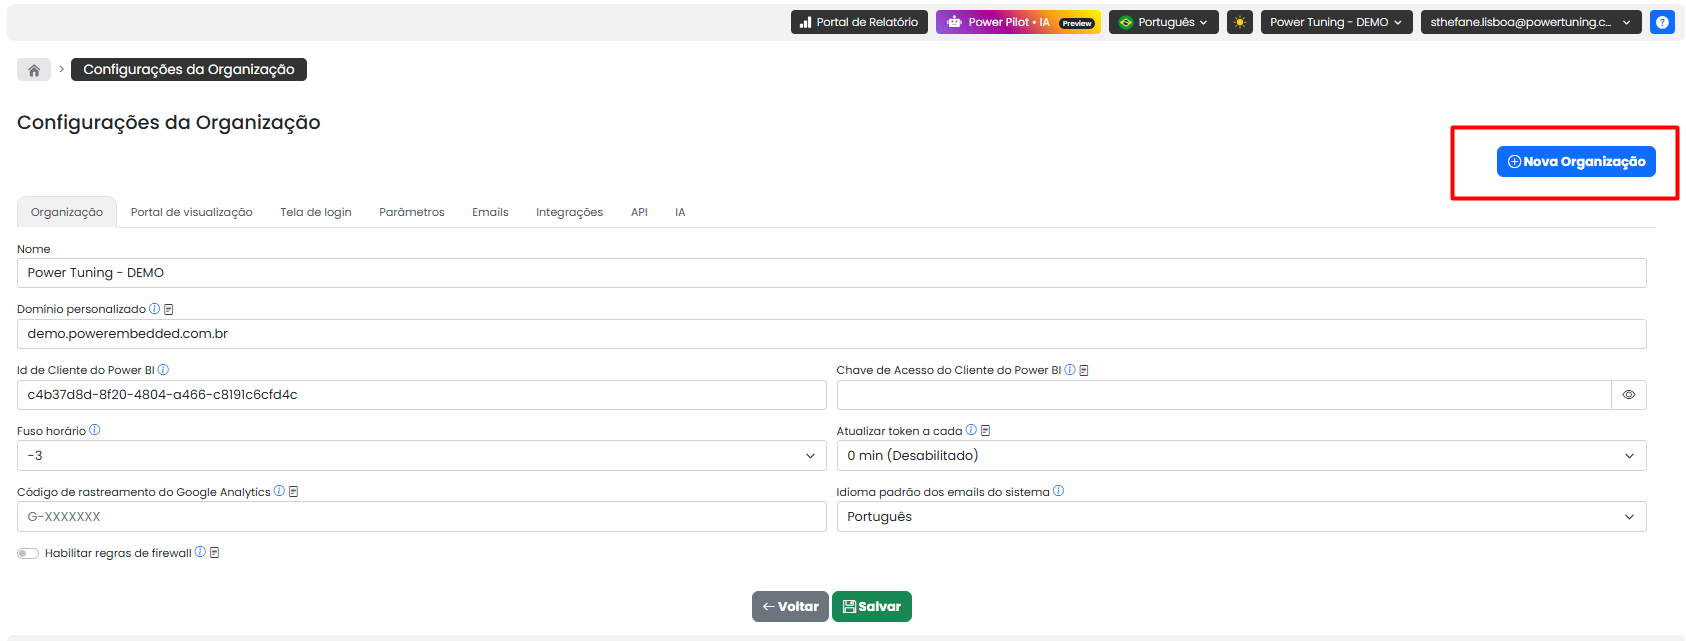 Portal de Relatório Power Pilot • IA Preview Português Power Tuning - DEMO sthefane.lisboa@powertuning.c... ?
> Configurações da Organização
Configurações da Organização
Nova Organização
Organização Portal de visualização Tela de login Parâmetros Emails Integrações API IA
Nome
Power Tuning - DEMO
Domínio personalizado
demo.powerembedded.com.br
Id de Cliente do Power BI Chave de Acesso do Cliente do Power BI
c4b37d8d-8f20-4804-a466-c8191c6cfd4c
Fuso horário Atualizar token a cada
-3 0 min (Desabilitado)
Código de rastreamento do Google Analytics Idioma padrão dos emails do sistema
G-XXXXXXX Português
Habilitar regras de firewall
Voltar Salvar